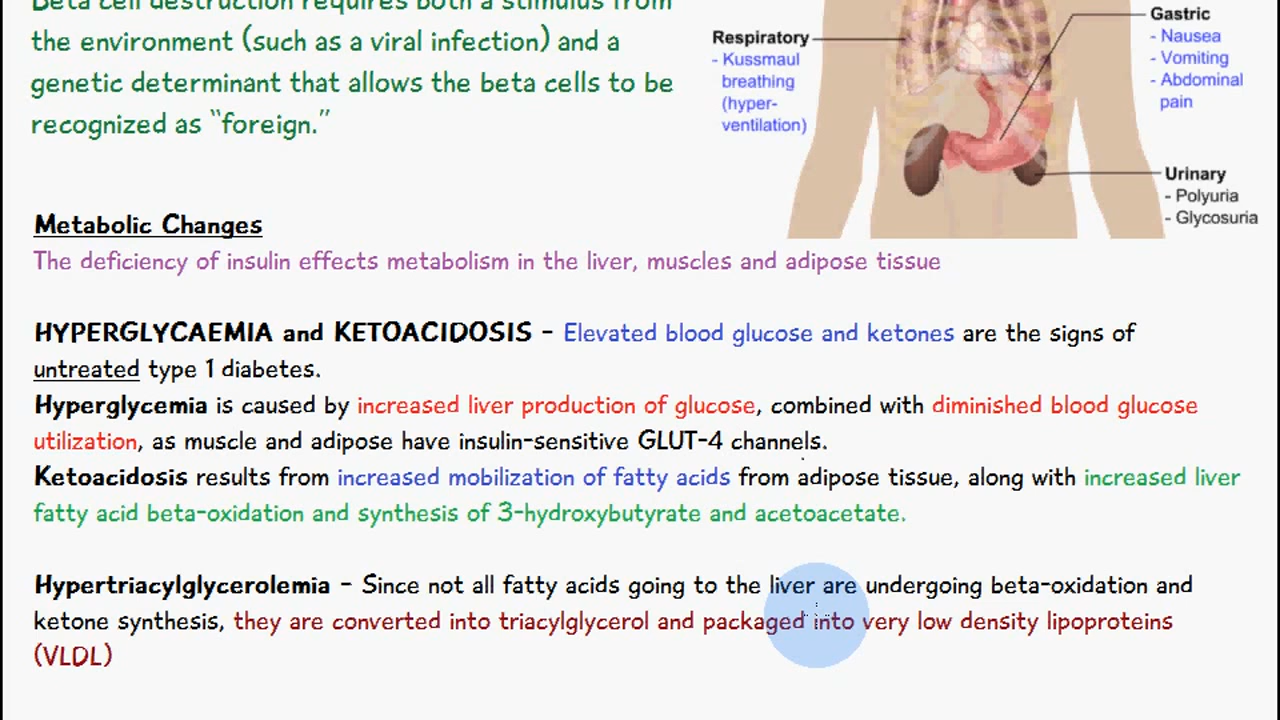 Beta cell destruction requires both a stimulus from
the environment (such as a viral infection) and a
genetic determinant that allows the beta cells to be
recognized as “foreign.”
Respiratory
- Kussmaul
breathing
(hyper-
ventilation)
Gastric
- Nausea
- Vomiting
- Abdominal
pain
Urinary
- Polyuria
- Glycosuria
Metabolic Changes
The deficiency of insulin effects metabolism in the liver, muscles and adipose tissue
HYPERGLYCAEMIA and KETOACIDOSIS - Elevated blood glucose and ketones are the signs of
untreated type 1 diabetes.
Hyperglycemia is caused by increased liver production of glucose, combined with diminished blood glucose
utilization, as muscle and adipose have insulin-sensitive GLUT-4 channels.
Ketoacidosis results from increased mobilization of fatty acids from adipose tissue, along with increased liver
fatty acid beta-oxidation and synthesis of 3-hydroxybutyrate and acetoacetate.
Hypertriacylglycerolemia - Since not all fatty acids going to the liver are undergoing beta-oxidation and
ketone synthesis, they are converted into triacylglycerol and packaged into very low density lipoproteins
(VLDL)